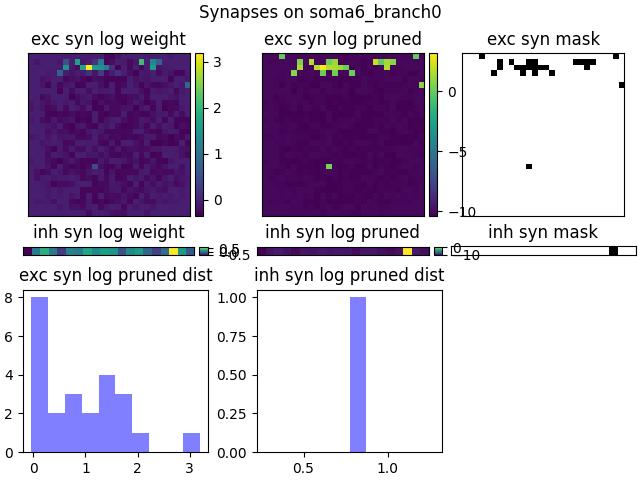 Synapses on soma6_branch0
exc syn log weight
exc syn log pruned
exc syn mask
3
2
1
0
0
−5
−10
inh syn log weight
inh syn log pruned
inh syn mask
0.5
−0.5
0
−10
exc syn log pruned dist
inh syn log pruned dist
8
6
4
2
0
0 1 2 3
1.00
0.75
0.50
0.25
0.00
0.5 1.0